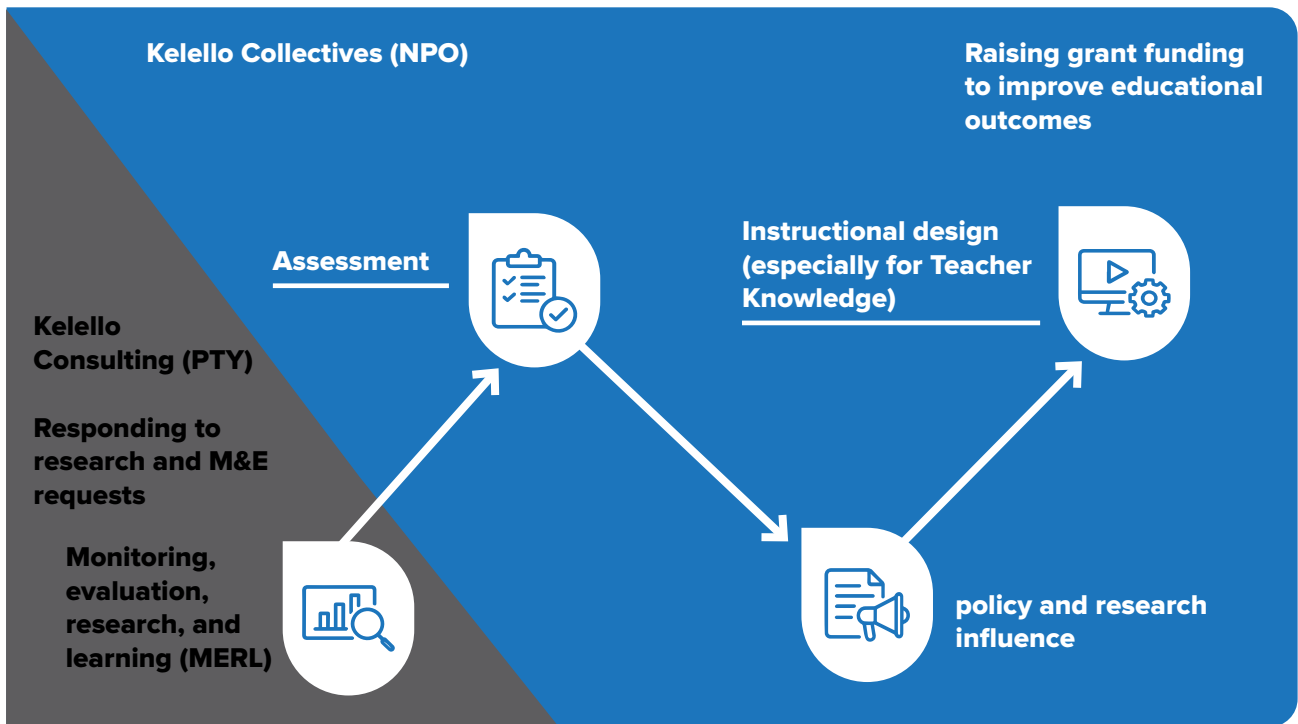 Kelello Collectives (NPO)
Raising grant funding
to improve educational
outcomes
Assessment
Instructional design
(especially for Teacher
Knowledge)
Kelello
Consulting (PTY)
Responding to
research and M&E
requests
Monitoring,
evaluation,
research, and
learning (MERL)
policy and research
influence